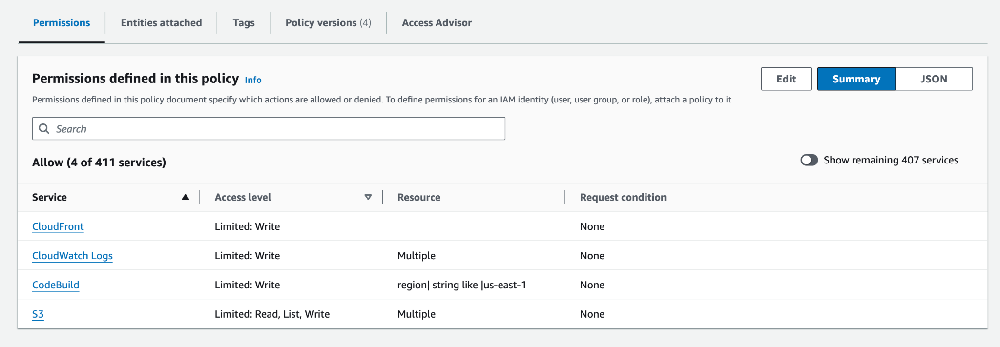 Permissions
Entities attached
Tags
Policy versions (4)
Access Advisor
Permissions defined in this policy Info
Edit
Summary
JSON
Permissions defined in this policy document specify which actions are allowed or denied. To define permissions for an IAM identity (user, user group, or role), attach a policy to it
Search
Allow (4 of 411 services)
Show remaining 407 services
Service
Access level
Resource
Request condition
CloudFront
Limited: Write
None
CloudWatch Logs
Limited: Write
Multiple
None
CodeBuild
Limited: Write
region| string like |us-east-1
None
S3
Limited: Read, List, Write
Multiple
None